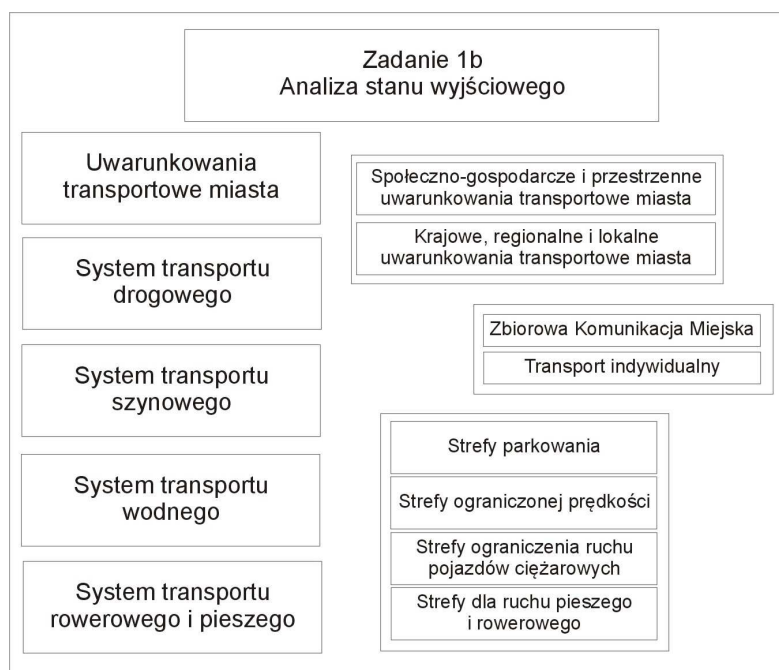 Zadanie 1b
Analiza stanu wyjściowego
Uwarunkowania
transportowe miasta
System transportu
drogowego
System transportu
szynowego
System transportu
wodnego
System transportu
rowerowego i pieszego
Społeczno-gospodarcze i przestrzenne
uwarunkowania transportowe miasta
Krajowe, regionalne i lokalne
uwarunkowania transportowe miasta
Zbiorowa Komunikacja Miejska
Transport indywidualny
Strefy parkowania
Strefy ograniczonej prędkości
Strefy ograniczenia ruchu
pojazdów ciężarowych
Strefy dla ruchu pieszego
i rowerowego